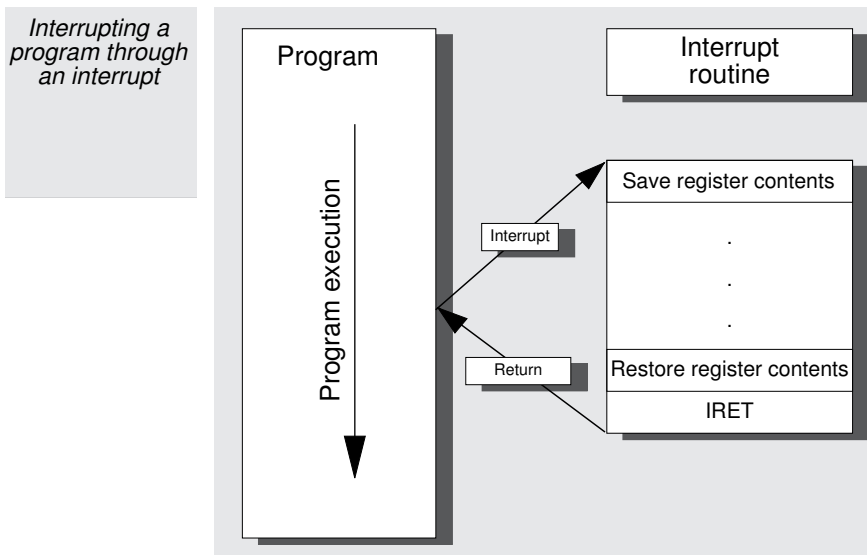 Interrupting a
program through
an interrupt
Program
Interrupt
routine
Program execution
Save register contents
Interrupt
.
.
.
Return
Restore register contents
IRET